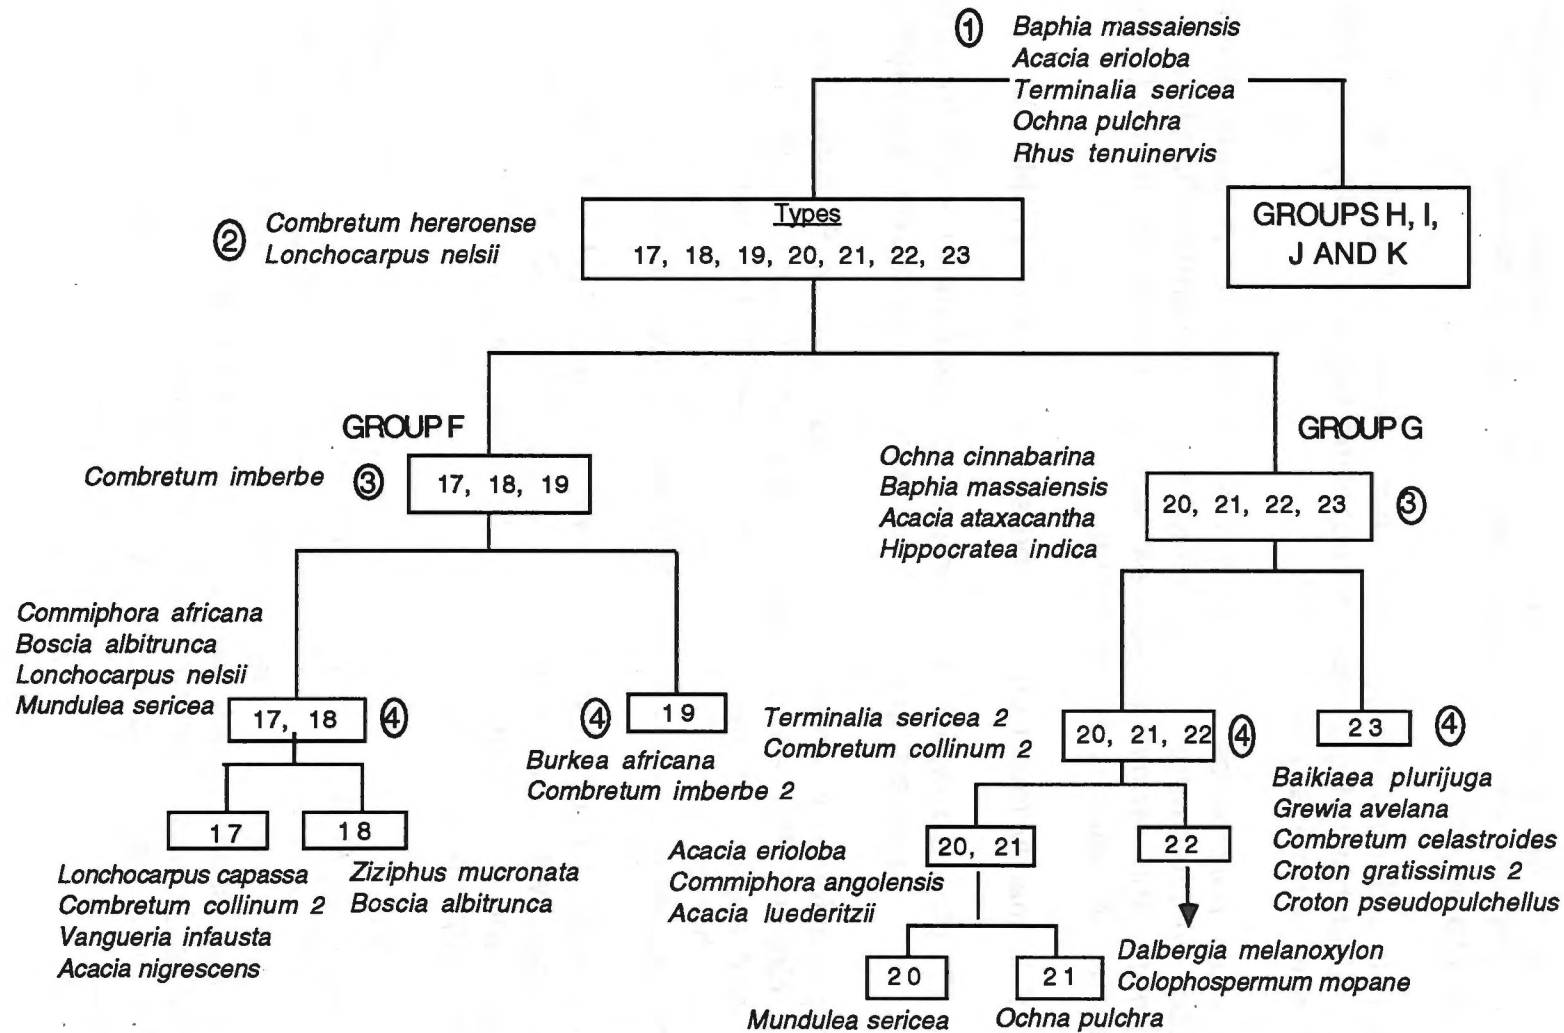 ① Baphia massaiensis
Acacia erioloba
Terminalia sericea
Ochna pulchra
Rhus tenuinervis
GROUPS H, I,
J AND K
② Combretum hereroense
Lonchocarpus nelsii
Types
17, 18, 19, 20, 21, 22, 23
GROUP F
Combretum imberbe ③
17, 18, 19
GROUP G
Ochna cinnabarina
Baphia massaiensis
Acacia ataxacantha
Hippocratea indica
20, 21, 22, 23 ③
Commiphora africana
Boscia albitrunca
Lonchocarpus nelsii
Mundulea sericea
17, 18 ④
④ 19
Burkea africana
Combretum imberbe 2
Terminalia sericea 2
Combretum collinum 2
20, 21, 22 ④
23 ④
Baikiaea plurijuga
Grewia avelana
Combretum celastroides
Croton gratissimus 2
Croton pseudopulchellus
17
Lonchocarpus capassa
Combretum collinum 2
Vangueria infausta
Acacia nigrescens
18
Ziziphus mucronata
Boscia albitrunca
Acacia erioloba
Commiphora angolensis
Acacia luederitzii
20, 21
22
Dalbergia melanoxylon
Colophospermum mopane
20
Mundulea sericea
21
Ochna pulchra